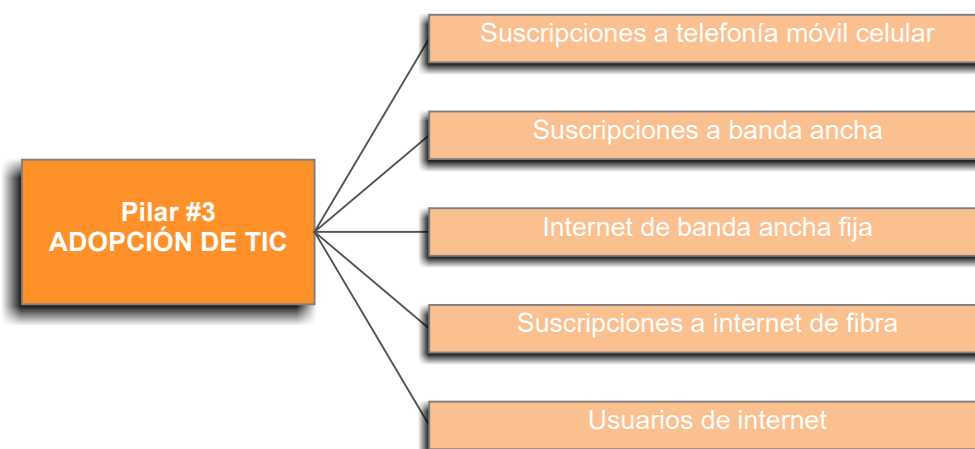 Pilar #3
ADOPCIÓN DE TIC
Suscripciones a telefonía móvil celular
Suscripciones a banda ancha
Internet de banda ancha fija
Suscripciones a internet de fibra
Usuarios de internet